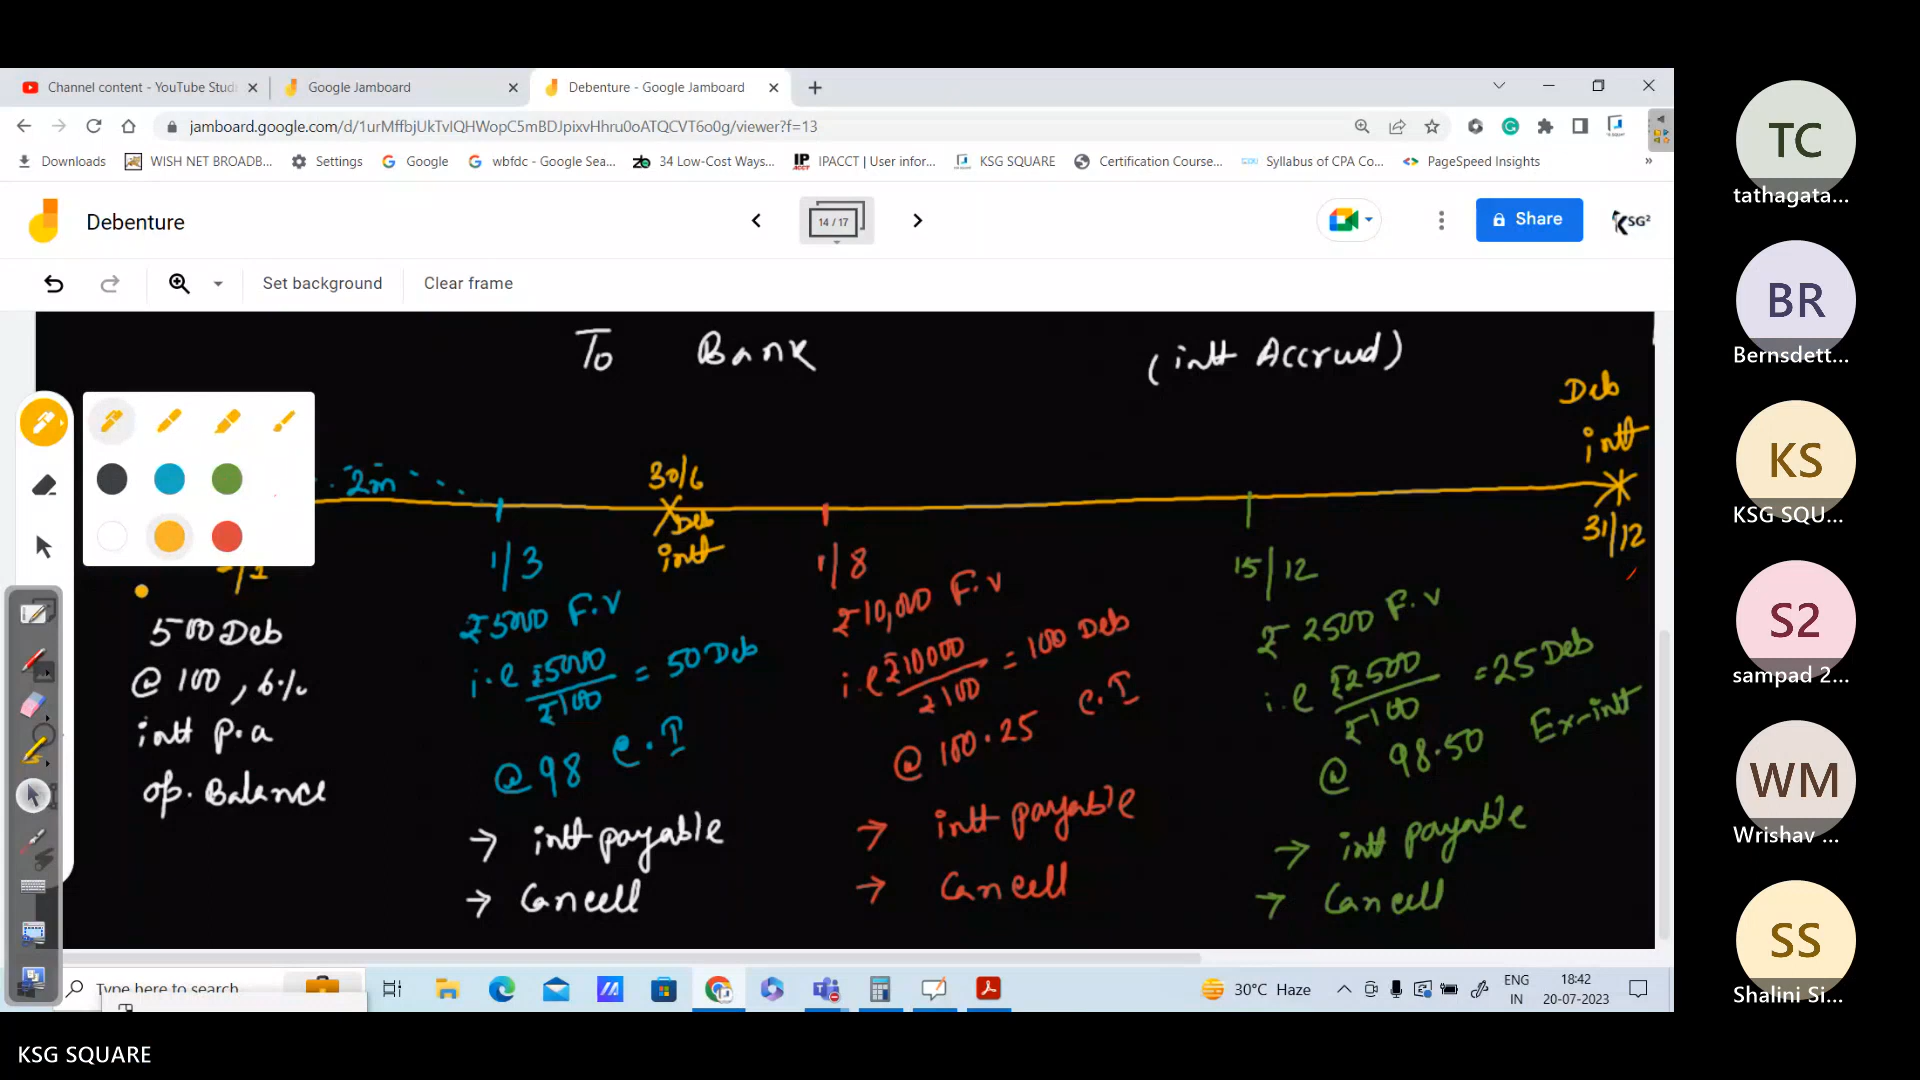 Channel content - YouTube Studi
Google Jamboard
Debenture - Google Jamboard
jamboard.google.com/d/1urMffbjUkTvIQHWopC5mBDJpixvHhru0oATQCVT6o0g/viewer?f=13
Downloads
WISH NET BROADB...
Settings
Google
wbfdc - Google Sea...
34 Low-Cost Ways...
IPACCT | User infor...
KSG SQUARE
Certification Course...
Syllabus of CPA Co...
PageSpeed Insights
»
Debenture
14 / 17
Share
KSG²
Set background
Clear frame
To Bank (intt Accrued)
Deb
intt
2m
30/6
Deb
intt
31/12
1/3
1/8
15/12
500 Deb
@ 100, 6%
intt p.a
op. Balance
₹5000 F.V
i.e ₹5000/₹100 = 50 Deb
@ 98 C.I
→ intt payable
→ Cancell
₹10,000 F.V
i.e ₹10000/₹100 = 100 Deb
@ 100.25 C.I
→ intt payable
→ Cancell
₹2500 F.V
i.e ₹2500/₹100 = 25 Deb
@ 98.50 Ex-intt
→ intt payable
→ Cancell
Type here to search
30°C Haze
ENG
IN
18:42
20-07-2023
TC
tathagata...
BR
Bernsdett...
KS
KSG SQU...
S2
sampad 2...
WM
Wrishav ...
SS
Shalini Si...
KSG SQUARE